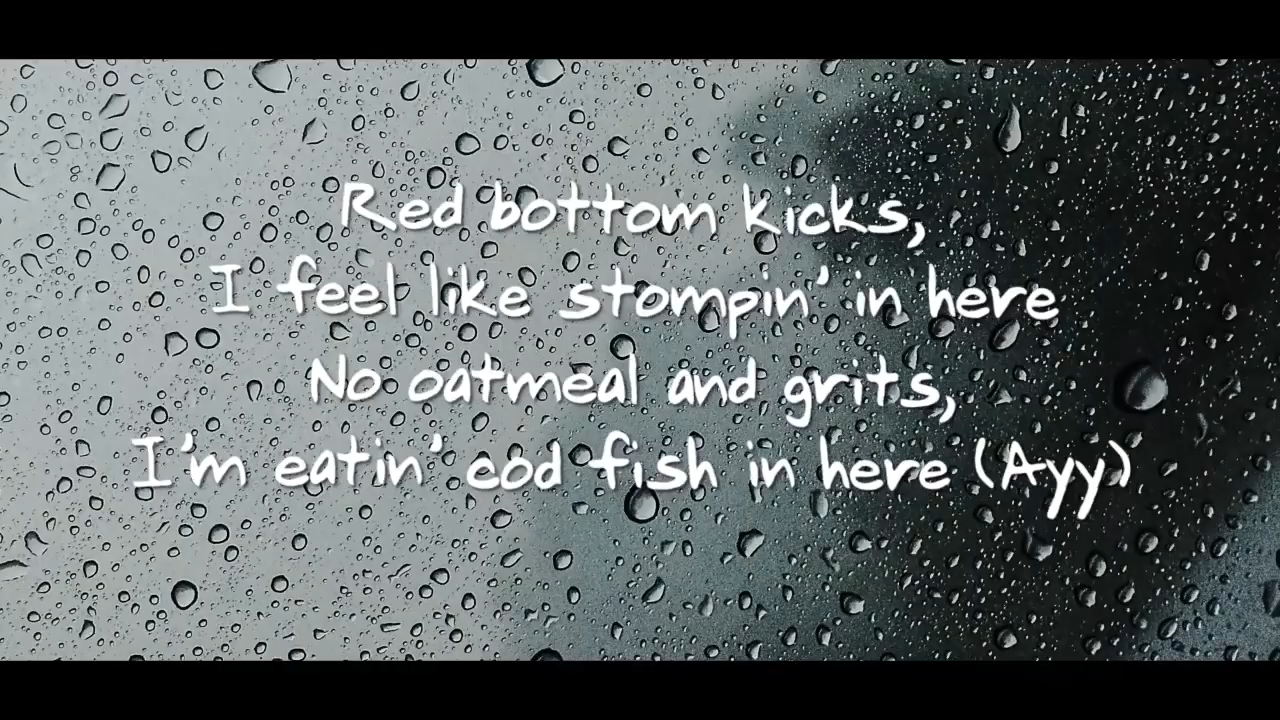 Red bottom kicks,
I feel like stompin' in here
No oatmeal and grits,
I'm eatin' cod fish in here (Ayy)